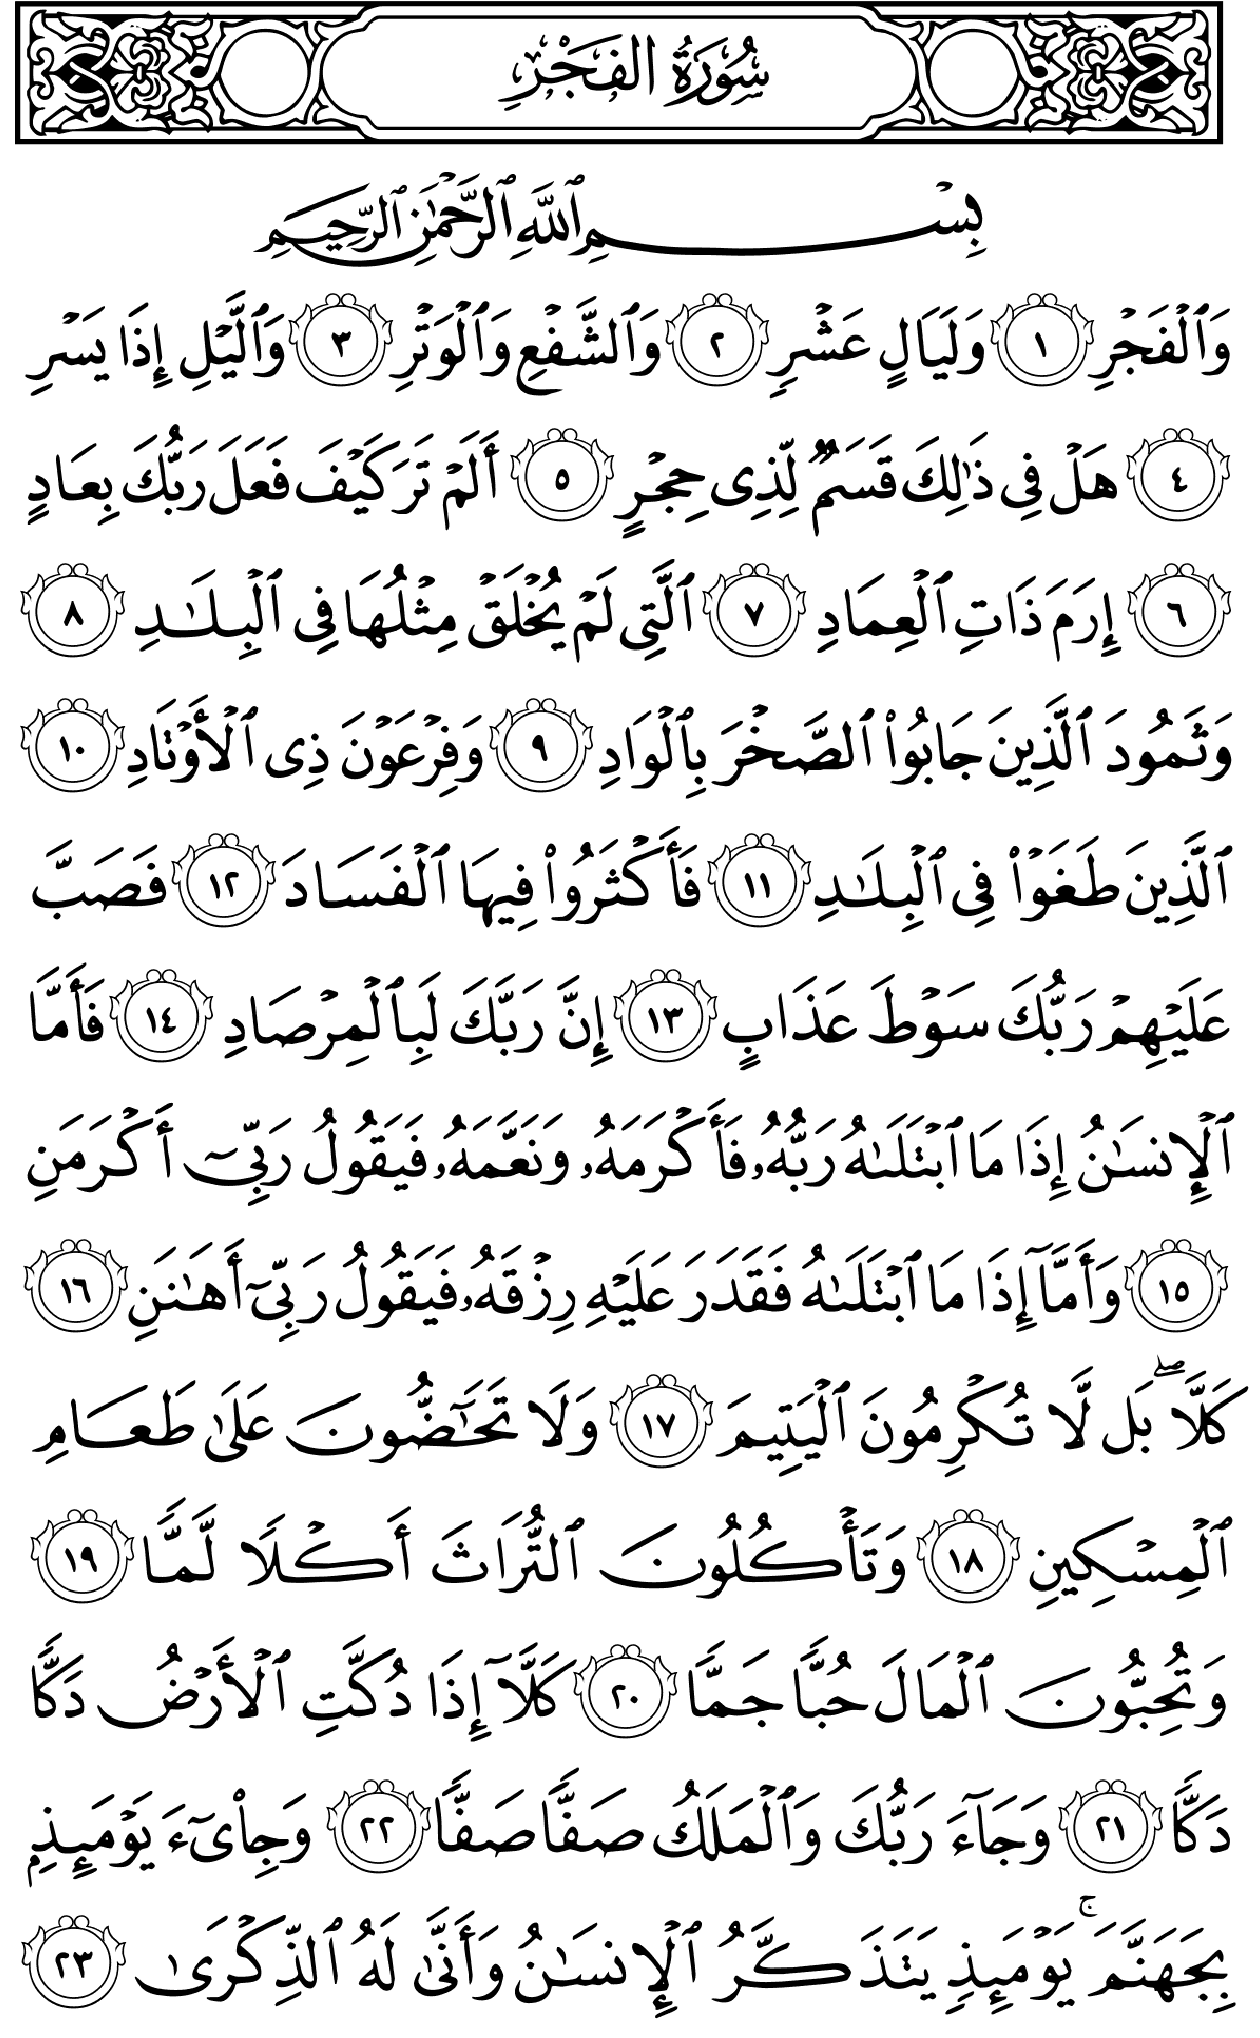 سُورَةُ الفَجْرِ
بِسْمِ ٱللَّهِ ٱلرَّحْمَٰنِ ٱلرَّحِيمِ
وَٱلْفَجْرِ ١ وَلَيَالٍ عَشْرٍ ٢ وَٱلشَّفْعِ وَٱلْوَتْرِ ٣ وَٱلَّيْلِ إِذَا يَسْرِ
٤ هَلْ فِى ذَٰلِكَ قَسَمٌ لِّذِى حِجْرٍ ٥ أَلَمْ تَرَ كَيْفَ فَعَلَ رَبُّكَ بِعَادٍ
٦ إِرَمَ ذَاتِ ٱلْعِمَادِ ٧ ٱلَّتِى لَمْ يُخْلَقْ مِثْلُهَا فِى ٱلْبِلَٰدِ ٨
وَثَمُودَ ٱلَّذِينَ جَابُوا۟ ٱلصَّخْرَ بِٱلْوَادِ ٩ وَفِرْعَوْنَ ذِى ٱلْأَوْتَادِ ١٠
ٱلَّذِينَ طَغَوْا۟ فِى ٱلْبِلَٰدِ ١١ فَأَكْثَرُوا۟ فِيهَا ٱلْفَسَادَ ١٢ فَصَبَّ
عَلَيْهِمْ رَبُّكَ سَوْطَ عَذَابٍ ١٣ إِنَّ رَبَّكَ لَبِٱلْمِرْصَادِ ١٤ فَأَمَّا
ٱلْإِنسَٰنُ إِذَا مَا ٱبْتَلَىٰهُ رَبُّهُۥ فَأَكْرَمَهُۥ وَنَعَّمَهُۥ فَيَقُولُ رَبِّىٓ أَكْرَمَنِ
١٥ وَأَمَّآ إِذَا مَا ٱبْتَلَىٰهُ فَقَدَرَ عَلَيْهِ رِزْقَهُۥ فَيَقُولُ رَبِّىٓ أَهَٰنَنِ ١٦
كَلَّا ۖ بَل لَّا تُكْرِمُونَ ٱلْيَتِيمَ ١٧ وَلَا تَحَٰٓضُّونَ عَلَىٰ طَعَامِ
ٱلْمِسْكِينِ ١٨ وَتَأْكُلُونَ ٱلتُّرَاثَ أَكْلًا لَّمًّا ١٩
وَتُحِبُّونَ ٱلْمَالَ حُبًّا جَمًّا ٢٠ كَلَّآ إِذَا دُكَّتِ ٱلْأَرْضُ دَكًّا
دَكًّا ٢١ وَجَآءَ رَبُّكَ وَٱلْمَلَكُ صَفًّا صَفًّا ٢٢ وَجِا۟ىٓءَ يَوْمَئِذٍۭ
بِجَهَنَّمَ ۚ يَوْمَئِذٍ يَتَذَكَّرُ ٱلْإِنسَٰنُ وَأَنَّىٰ لَهُ ٱلذِّكْرَىٰ ٢٣